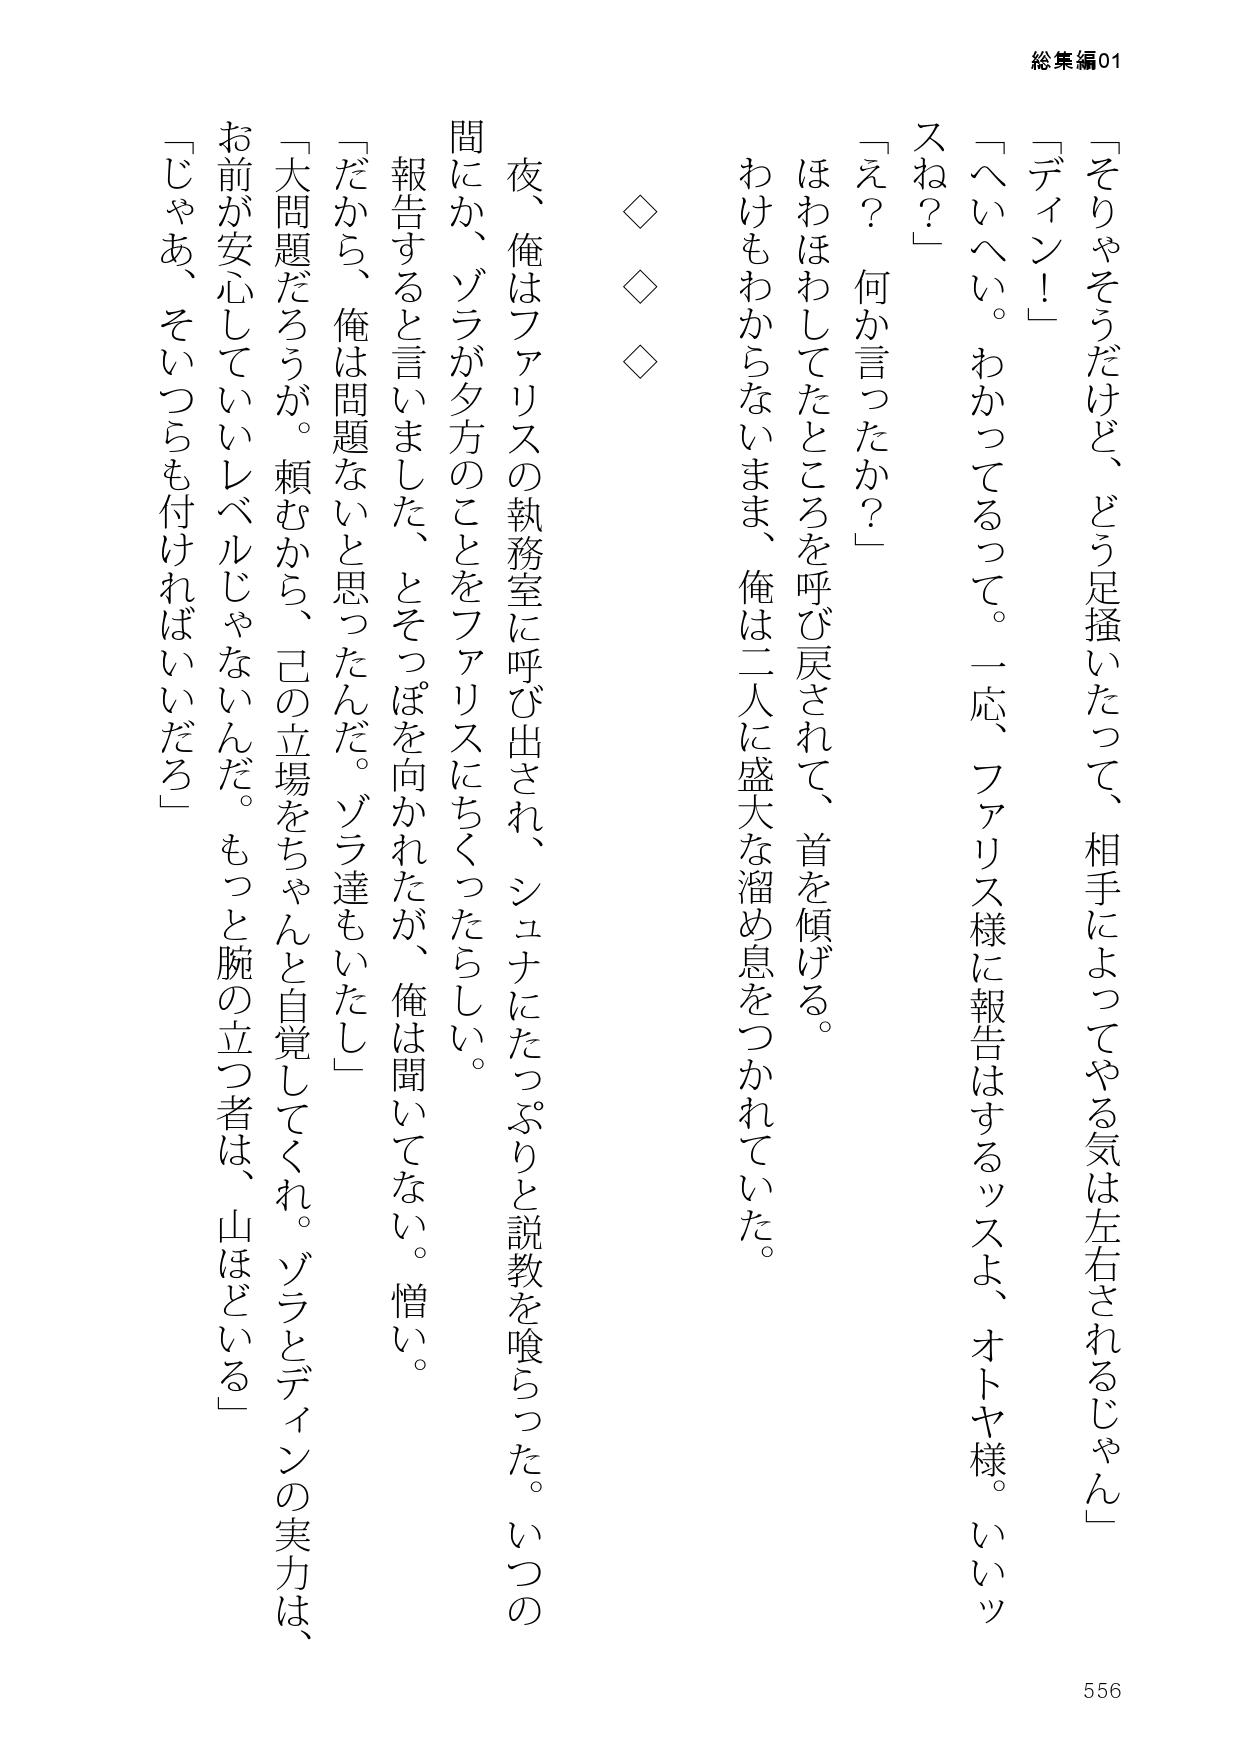 総集編01
「そりゃそうだけど、どう足掻いたって、相手によってやる気は左右されるじゃん」
「ディン！」
「へいへい。わかってるって。一応、ファリス様に報告はするッスよ、オトヤ様。いいッ
スね？」
「え？　何か言ったか？」
　ほわほわしてたところを呼び戻されて、首を傾げる。
　わけもわからないまま、俺は二人に盛大な溜め息をつかれていた。
◇　◇　◇
　夜、俺はファリスの執務室に呼び出され、シュナにたっぷりと説教を喰らった。いつの
間にか、ゾラが夕方のことをファリスにちくったらしい。
　報告すると言いました、とそっぽを向かれたが、俺は聞いてない。憎い。
「だから、俺は問題ないと思ったんだ。ゾラ達もいたし」
「大問題だろうが。頼むから、己の立場をちゃんと自覚してくれ。ゾラとディンの実力は、
お前が安心していいレベルじゃないんだ。もっと腕の立つ者は、山ほどいる」
「じゃあ、そいつらも付ければいいだろ」
556